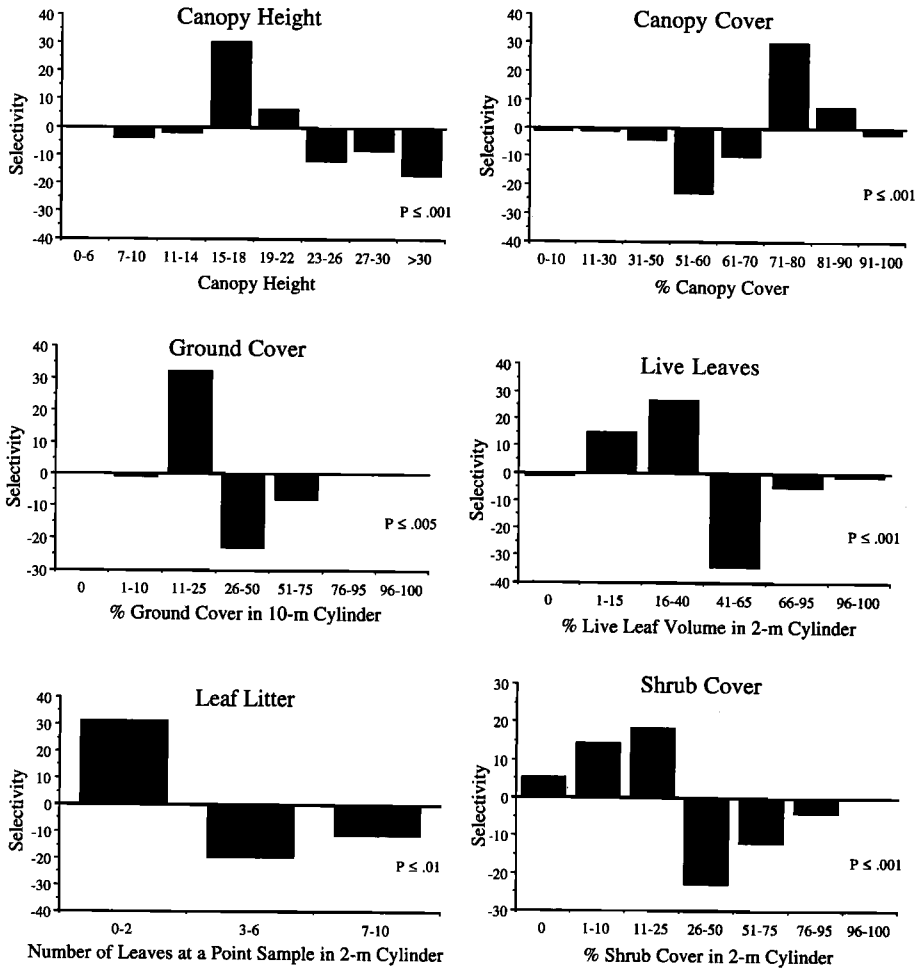 Canopy Height
Selectivity
40
30
20
10
0
-10
-20
-30
-40
P ≤ .001
0-6 7-10 11-14 15-18 19-22 23-26 27-30 >30
Canopy Height
Canopy Cover
Selectivity
40
30
20
10
0
-10
-20
-30
-40
P ≤ .001
0-10 11-30 31-50 51-60 61-70 71-80 81-90 91-100
% Canopy Cover
Ground Cover
Selectivity
40
30
20
10
0
-10
-20
-30
P ≤ .005
0 1-10 11-25 26-50 51-75 76-95 96-100
% Ground Cover in 10-m Cylinder
Live Leaves
Selectivity
40
30
20
10
0
-10
-20
-30
-40
P ≤ .001
0 1-15 16-40 41-65 66-95 96-100
% Live Leaf Volume in 2-m Cylinder
Leaf Litter
Selectivity
40
30
20
10
0
-10
-20
-30
-40
P ≤ .01
0-2 3-6 7-10
Number of Leaves at a Point Sample in 2-m Cylinder
Shrub Cover
Selectivity
30
20
10
0
-10
-20
-30
P ≤ .001
0 1-10 11-25 26-50 51-75 76-95 96-100
% Shrub Cover in 2-m Cylinder